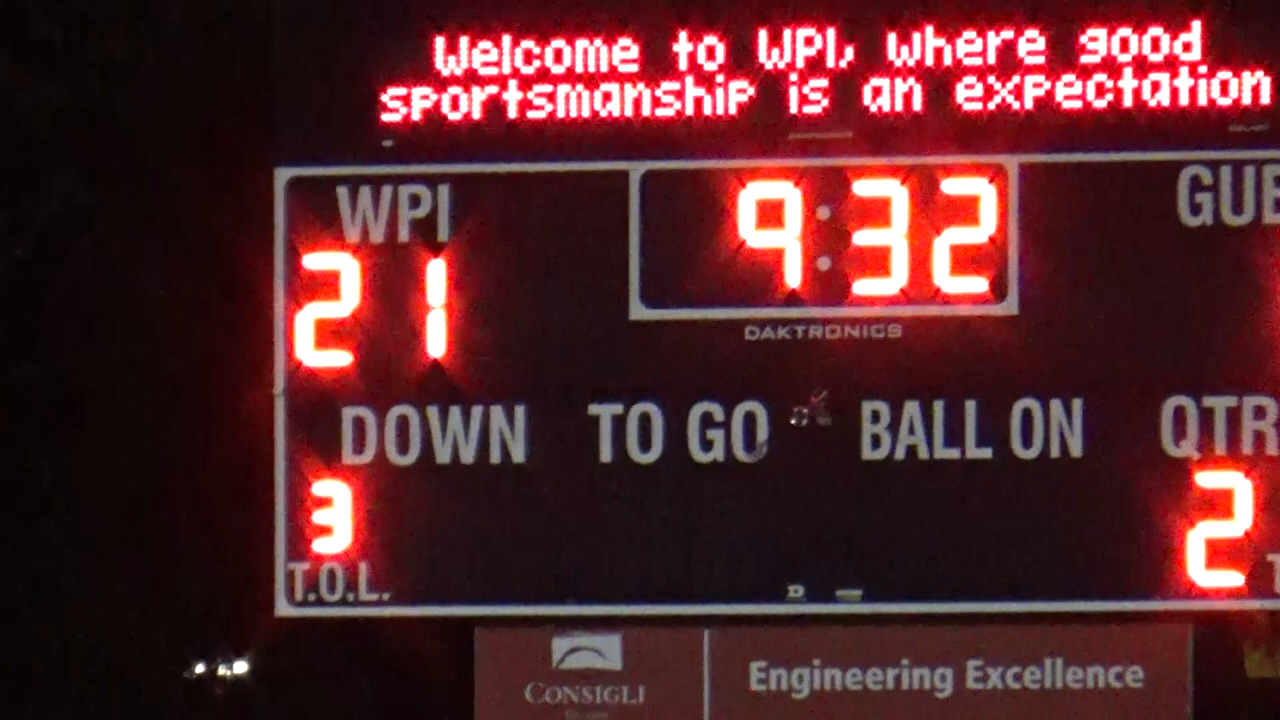 Welcome to WPI, where good
sportsmanship is an expectation
WPI 9:32
21
DAKTRONICS
DOWN TO GO BALL ON QTR
3 2
T.O.L.
CONSIGLI Engineering Excellence